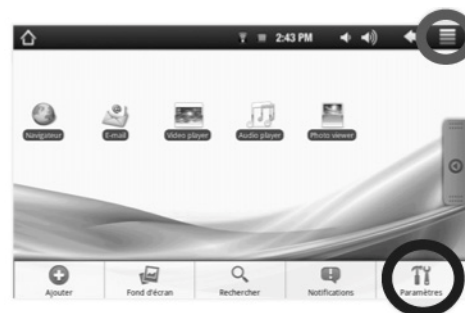 2:43 PM
Navigateur E-mail Video player Audio player Photo viewer
Ajouter Fond d'écran Rechercher Notifications Paramètres